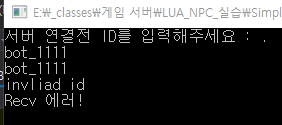 E:\_classes\게임 서버\LUA_NPC_실습\Simpl
서버 연결전 ID를 입력해주세요 : .
bot_1111
bot_1111
invliad id
Recv 에러!